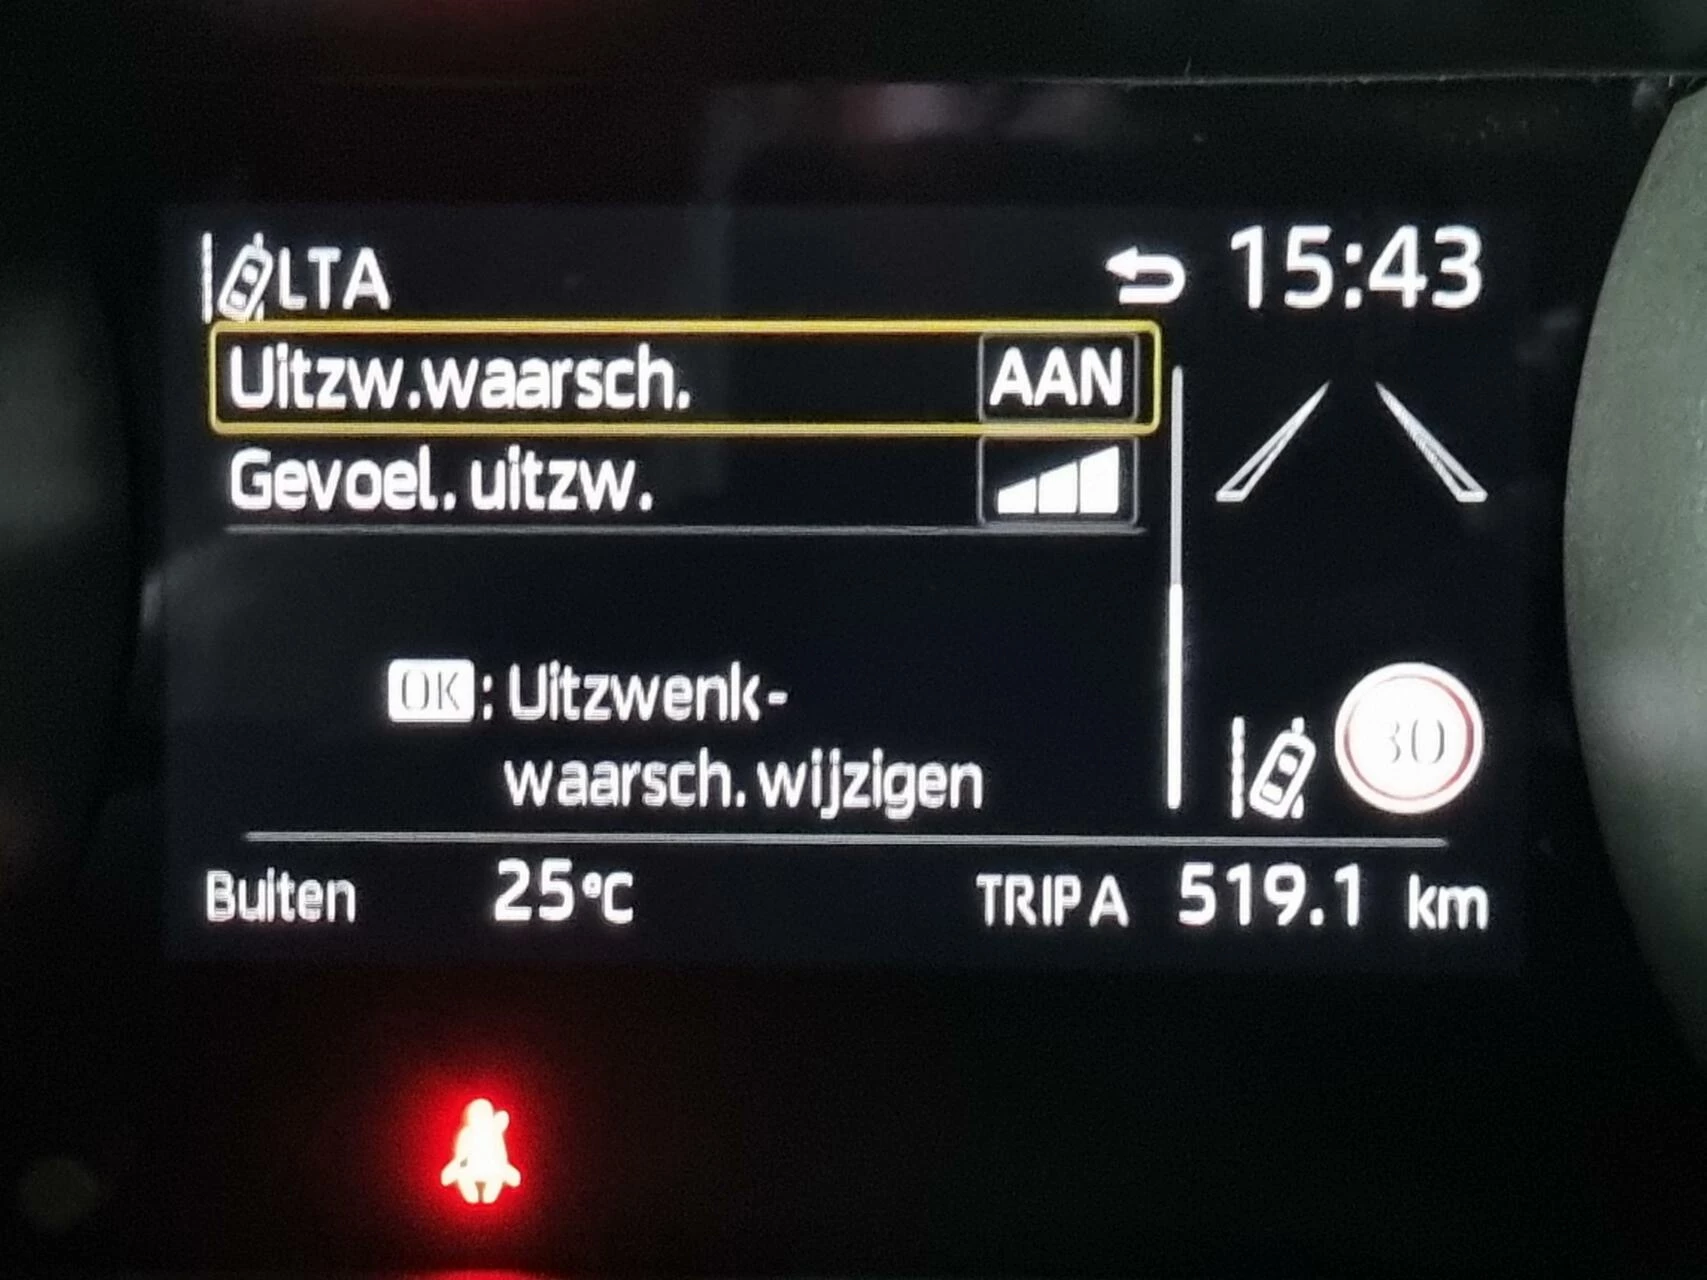 LTA
15:43
Uitzw.waarsch. AAN
Gevoel. uitzw.
OK: Uitzwenk-
waarsch. wijzigen
30
Buiten 25°C TRIP A 519.1 km